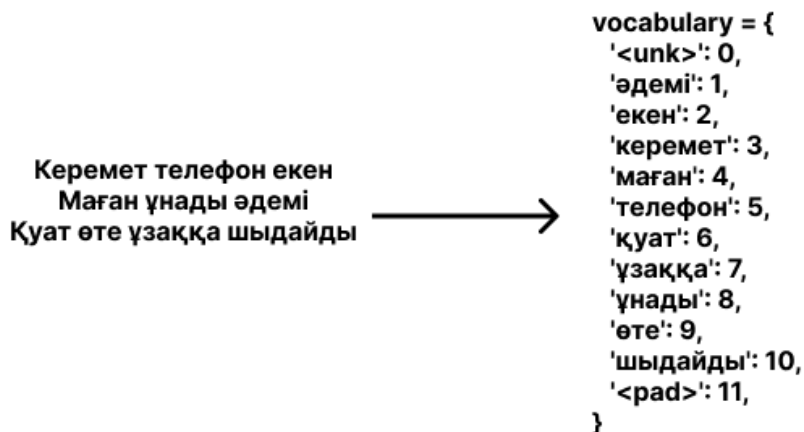 Керемет телефон екен
Маған ұнады әдемі
Қуат өте ұзаққа шыдайды
vocabulary = {
'<unk>': 0,
'әдемі': 1,
'екен': 2,
'керемет': 3,
'маған': 4,
'телефон': 5,
'қуат': 6,
'ұзаққа': 7,
'ұнады': 8,
'өте': 9,
'шыдайды': 10,
'<pad>': 11,
}